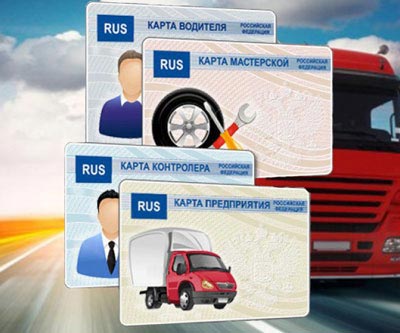 RUS КАРТА ВОДИТЕЛЯ РОССИЙСКАЯ
ФЕДЕРАЦИЯ
RUS КАРТА МАСТЕРСКОЙ РОССИЙСКАЯ
ФЕДЕРАЦИЯ
RUS КАРТА КОНТРОЛЕРА РОССИЙСКАЯ
ФЕДЕРАЦИЯ
RUS КАРТА ПРЕДПРИЯТИЯ РОССИЙСКАЯ
ФЕДЕРАЦИЯ